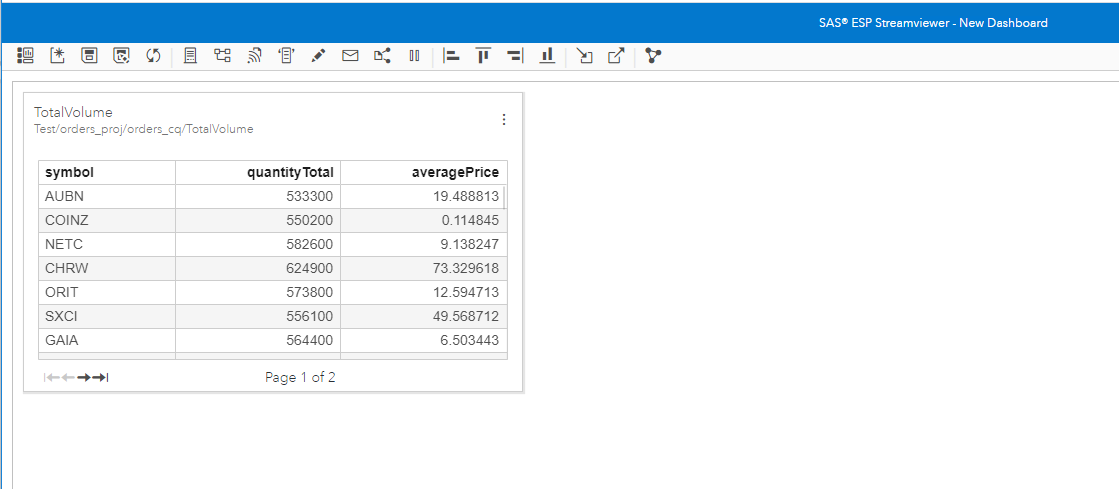 SAS® ESP Streamviewer - New Dashboard
TotalVolume
Test/orders_proj/orders_cq/TotalVolume
symbol quantityTotal averagePrice
AUBN 533300 19.488813
COINZ 550200 0.114845
NETC 582600 9.138247
CHRW 624900 73.329618
ORIT 573800 12.594713
SXCI 556100 49.568712
GAIA 564400 6.503443
Page 1 of 2